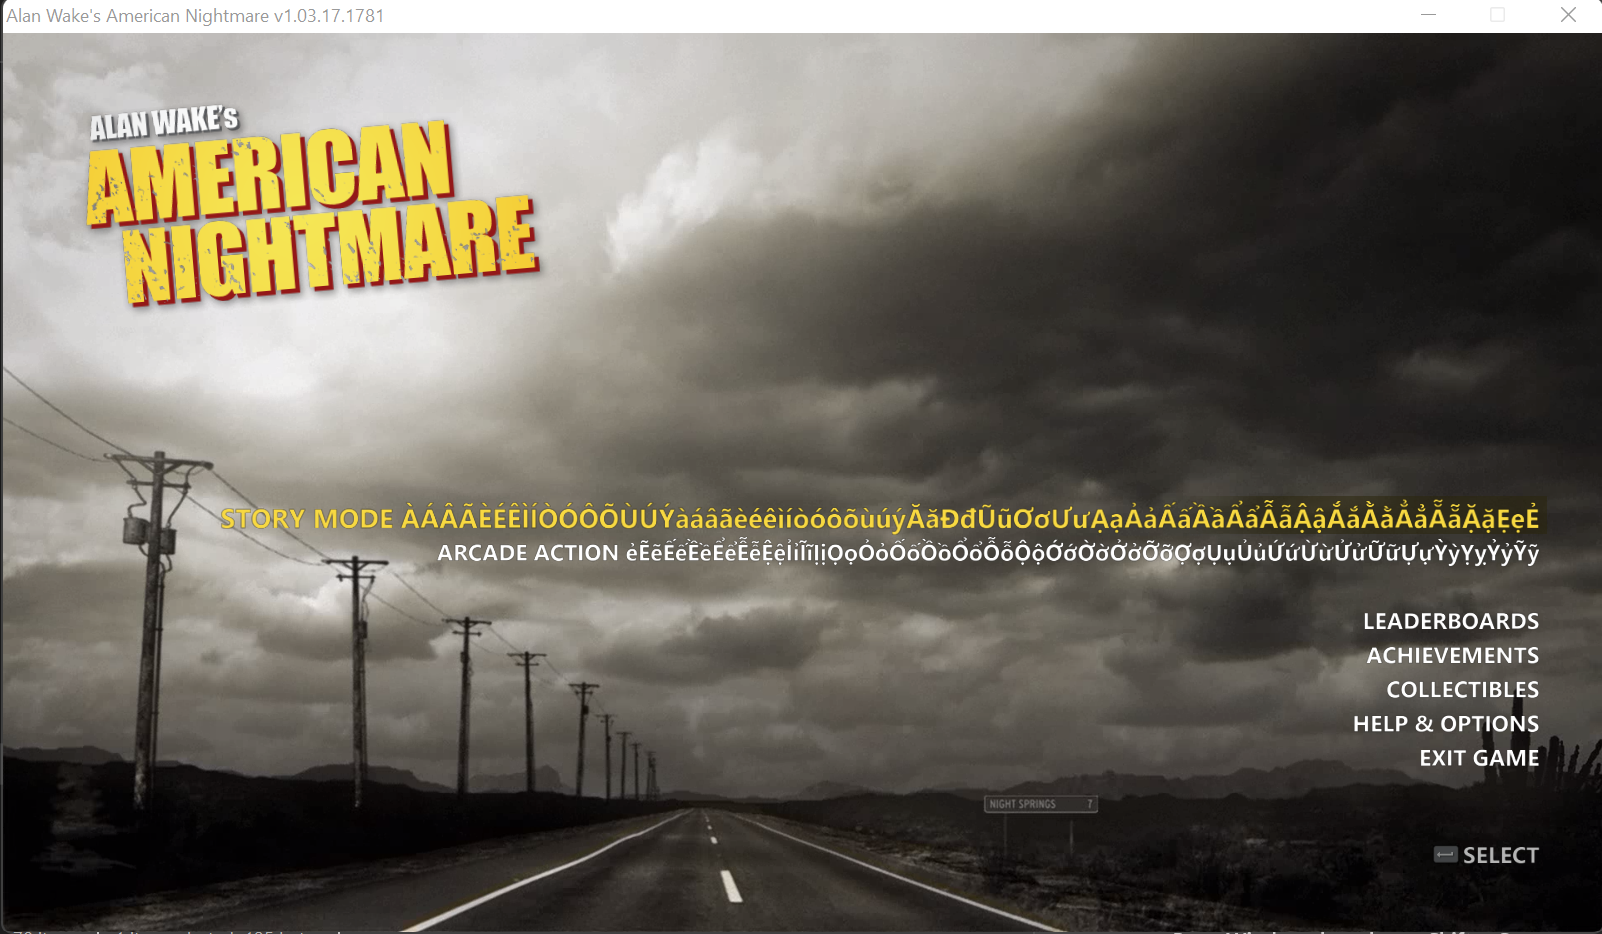 Alan Wake's American Nightmare v1.03.17.1781
ALAN WAKE'S
AMERICAN
NIGHTMARE
STORY MODE ÀÁÂÃÈÉÊÌÍÒÓÔÕÙÚÝàáâãèéêìíòóôõùúýĂăĐđŨũƠơƯưẠạẢảẤấẦầẨẩẪẫẬậẮắẰằẲẳẴẵẶặẸẹẺ
ARCADE ACTION ẻẼẽẾếỀềỂểỄễỆệỈỉĨĩỊịỌọỎỏỐốỒồỔổỖỗỘộỚớỜờỞởỠỡỢợỤụỦủỨứỪừỬửỮữỰựỲỳỴỵỶỷỸỹ
LEADERBOARDS
ACHIEVEMENTS
COLLECTIBLES
HELP & OPTIONS
EXIT GAME
NIGHT SPRINGS 7
SELECT